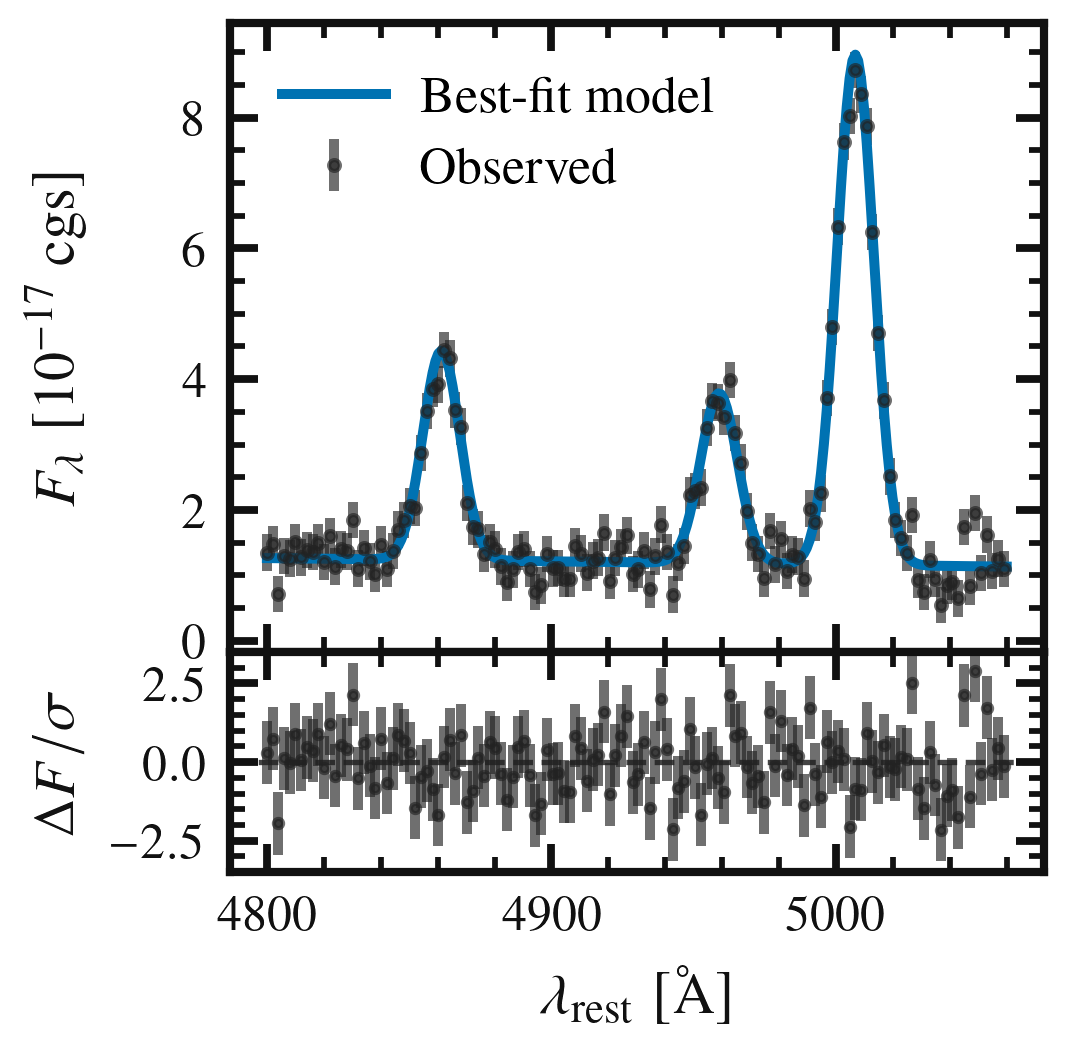 Best-fit model
Observed
F_λ [10⁻¹⁷ cgs]
8
6
4
2
0
ΔF/σ
2.5
0.0
−2.5
4800 4900 5000
λ_rest [Å]